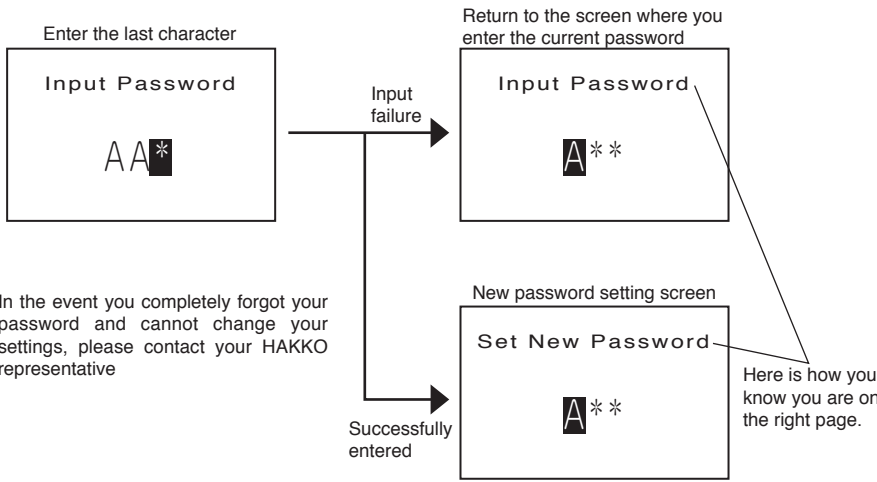 Enter the last character
Input Password
AA*
Input
failure
Return to the screen where you
enter the current password
Input Password
A**
In the event you completely forgot your
password and cannot change your
settings, please contact your HAKKO
representative
Successfully
entered
New password setting screen
Set New Password
A**
Here is how you
know you are on
the right page.